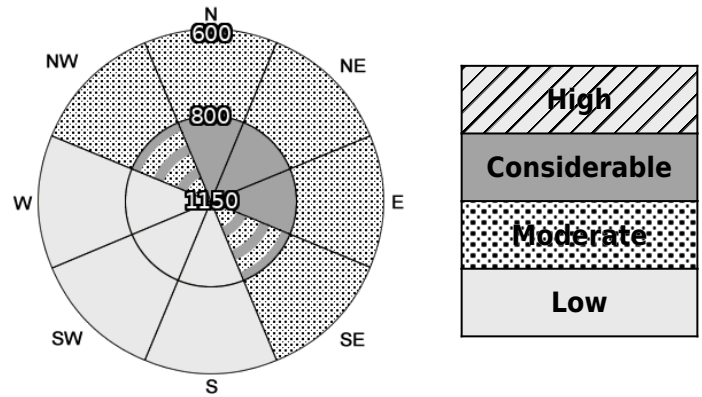 N
600
NW
NE
800
W
1150
E
SW
SE
S
High
Considerable
Moderate
Low